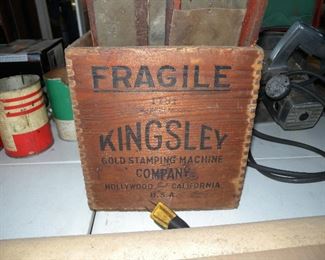 FRAGILE
KINGSLEY
GOLD STAMPING MACHINE
COMPANY
HOLLYWOOD CALIFORNIA
U.S.A.